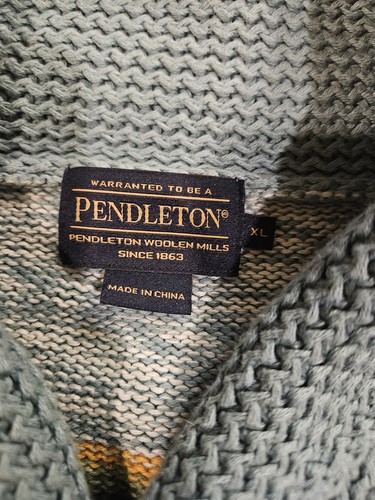 WARRANTED TO BE A
PENDLETON®
PENDLETON WOOLEN MILLS
SINCE 1863
XL
MADE IN CHINA